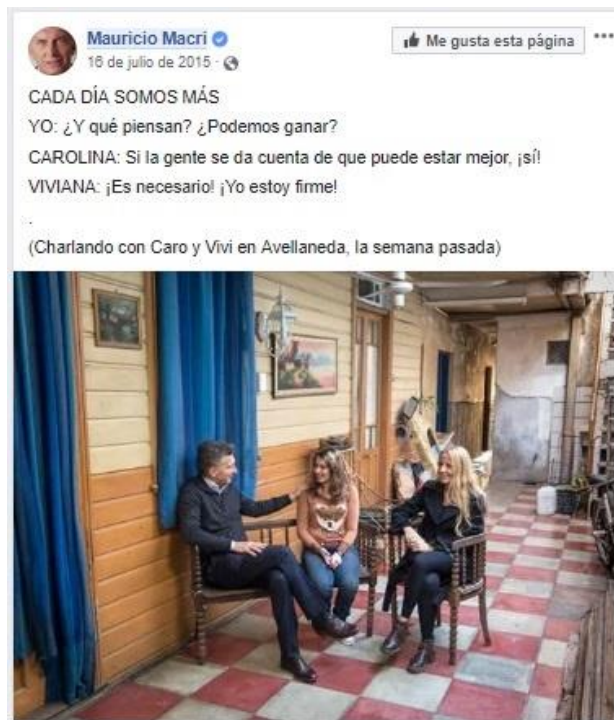 Mauricio Macri
Me gusta esta página
16 de julio de 2015 ·
CADA DÍA SOMOS MÁS
YO: ¿Y qué piensan? ¿Podemos ganar?
CAROLINA: Si la gente se da cuenta de que puede estar mejor, ¡sí!
VIVIANA: ¡Es necesario! ¡Yo estoy firme!
.
(Charlando con Caro y Vivi en Avellaneda, la semana pasada)